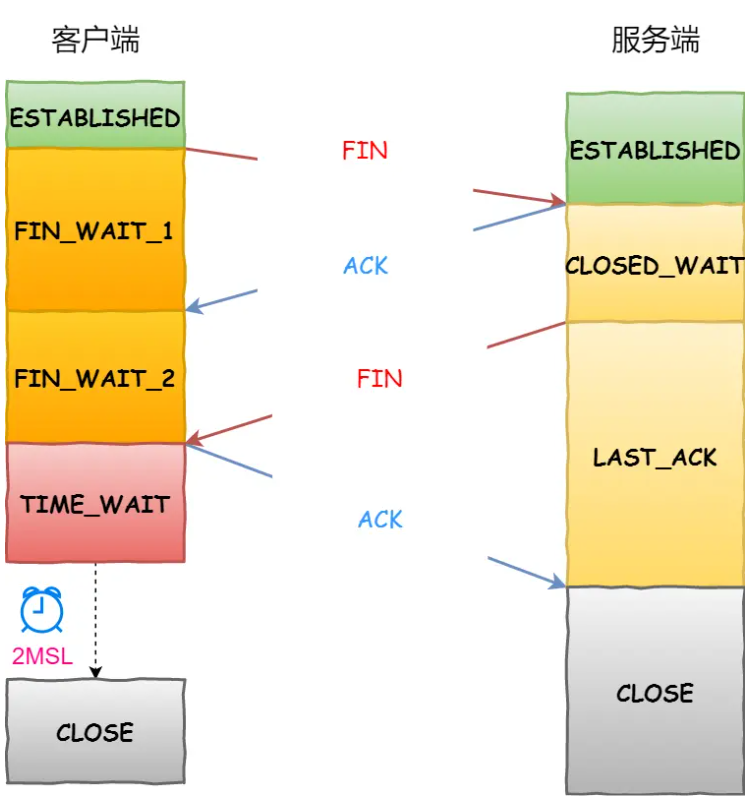 客户端
服务端
ESTABLISHED
ESTABLISHED
FIN
FIN_WAIT_1
ACK
CLOSED_WAIT
FIN_WAIT_2
FIN
LAST_ACK
TIME_WAIT
ACK
2MSL
CLOSE
CLOSE